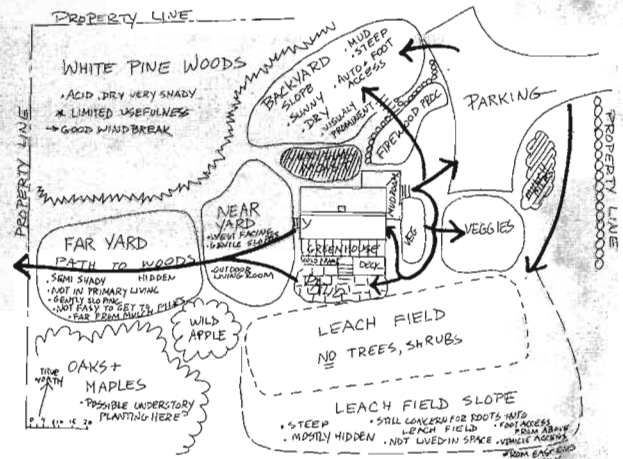 PROPERTY LINE
WHITE PINE WOODS
• ACID, DRY VERY SHADY
* LIMITED USEFULNESS
→ GOOD WINDBREAK
PROPERTY LINE
BACKYARD
SLOPE
• SUNNY
• DRY
• VISUALLY
PROMINENT
• MUD
• STEEP
• AUTO + FOOT
ACCESS
FIREWOOD PROC.
PARKING
PROPERTY LINE
MUDROOM
NEAR
YARD
• WEST FACING
• GENTLE SLOPES
• OUTDOOR
LIVING ROOM
GREENHOUSE
DECK
VEG
VEGGIES
FAR YARD
PATH TO WOODS
• SEMI SHADY
HIDDEN
• NOT IN PRIMARY LIVING
• GENTLY SLOPING
• NOT EASY TO GET TO
• FAR FROM MULCH PILES
WILD
APPLE
OAKS +
MAPLES
• POSSIBLE UNDERSTORY
PLANTING HERE?
TRUE
NORTH
LEACH FIELD
NO TREES, SHRUBS
LEACH FIELD SLOPE
• STEEP
• MOSTLY HIDDEN
• STILL CONCERN FOR ROOTS INTO
LEACH FIELD
• NOT LIVED IN SPACE
• FOOT ACCESS
FROM ABOVE
• VEHICLE ACCESS
FROM EAST END